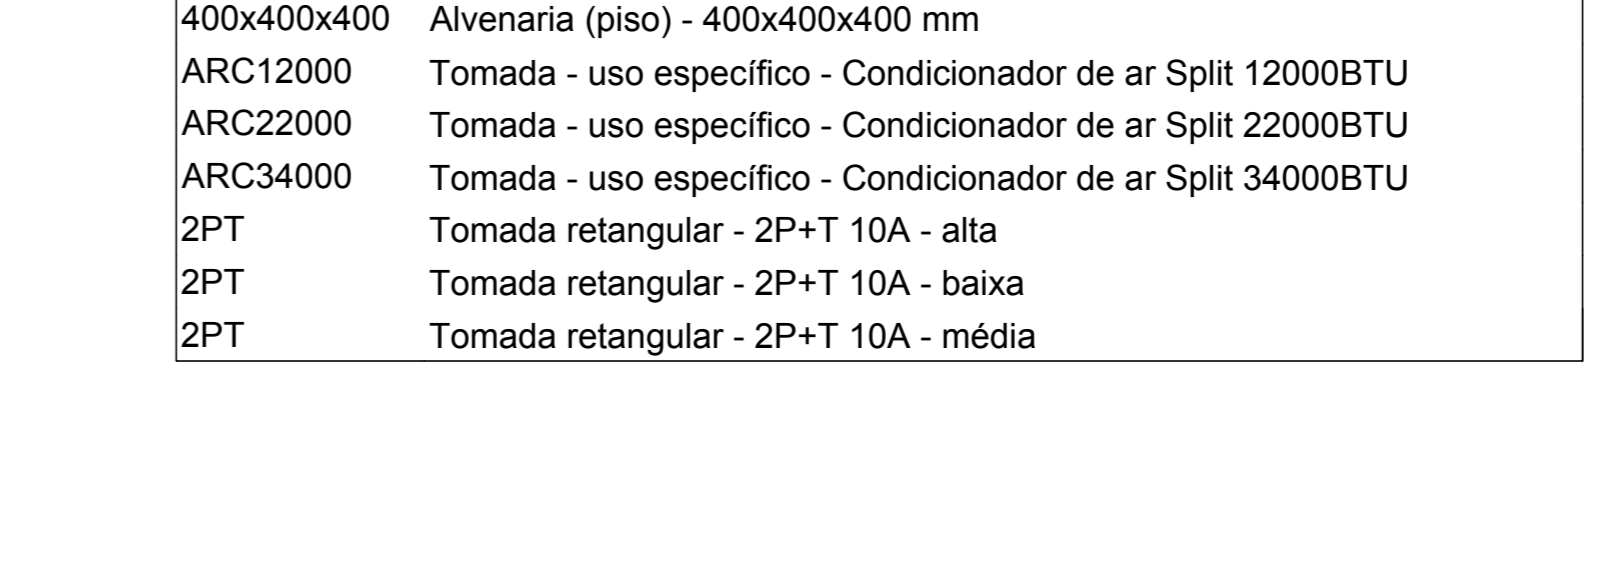 400x400x400 Alvenaria (piso) - 400x400x400 mm
ARC12000 Tomada - uso específico - Condicionador de ar Split 12000BTU
ARC22000 Tomada - uso específico - Condicionador de ar Split 22000BTU
ARC34000 Tomada - uso específico - Condicionador de ar Split 34000BTU
2PT Tomada retangular - 2P+T 10A - alta
2PT Tomada retangular - 2P+T 10A - baixa
2PT Tomada retangular - 2P+T 10A - média